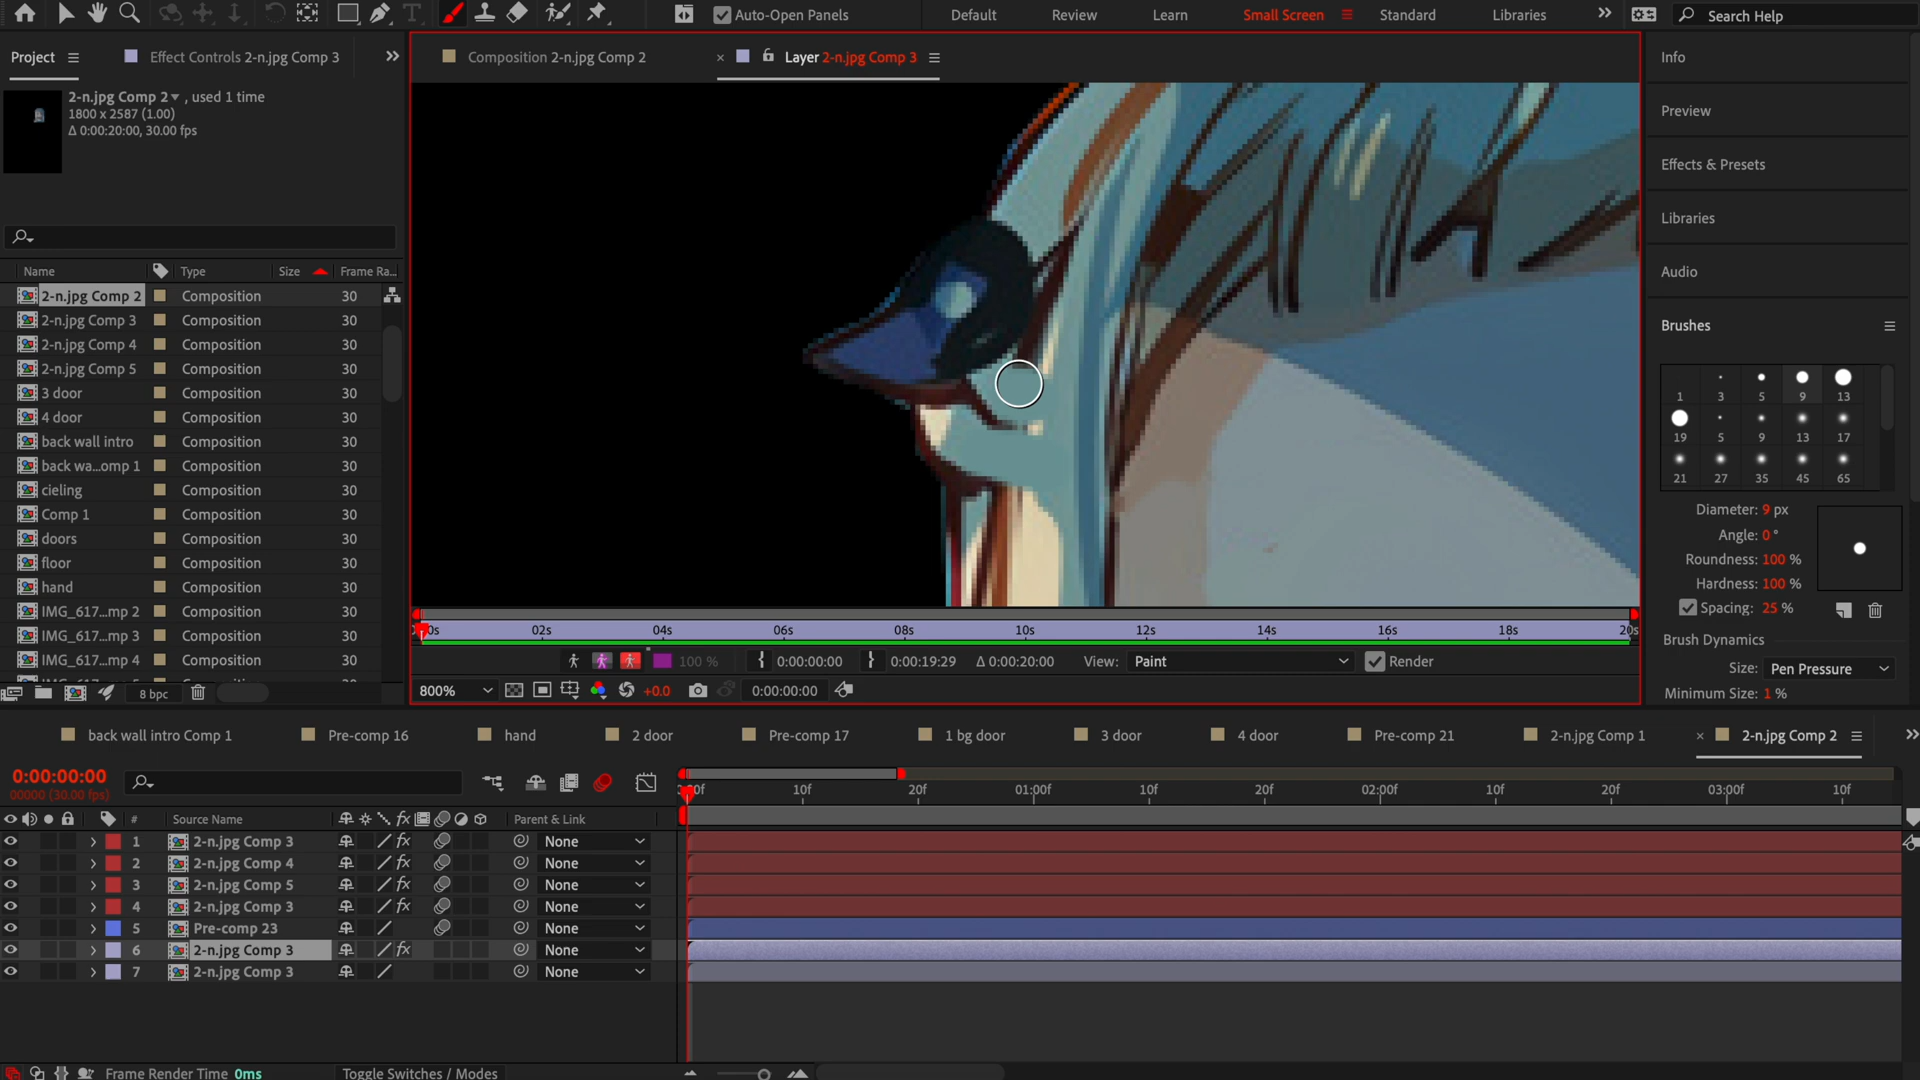 Auto-Open Panels
Default
Review
Learn
Small Screen
Standard
Libraries
Search Help
Project
Effect Controls 2-n.jpg Comp 3
Composition 2-n.jpg Comp 2
Layer 2-n.jpg Comp 3
2-n.jpg Comp 2 , used 1 time
1800 x 2587 (1.00)
Δ 0:00:20:00, 30.00 fps
Name Type Size Frame Ra...
2-n.jpg Comp 2 Composition 30
2-n.jpg Comp 3 Composition 30
2-n.jpg Comp 4 Composition 30
2-n.jpg Comp 5 Composition 30
3 door Composition 30
4 door Composition 30
back wall intro Composition 30
back wa...omp 1 Composition 30
cieling Composition 30
Comp 1 Composition 30
doors Composition 30
floor Composition 30
hand Composition 30
IMG_617...mp 2 Composition 30
IMG_617...mp 3 Composition 30
IMG_617...mp 4 Composition 30
8 bpc
02s 04s 06s 08s 10s 12s 14s 16s 18s 20s
100 % 0:00:00:00 0:00:19:29 Δ 0:00:20:00 View: Paint Render
800% +0.0 0:00:00:00
Info
Preview
Effects & Presets
Libraries
Audio
Brushes
1 3 5 9 13
19 5 9 13 17
21 27 35 45 65
Diameter: 9 px
Angle: 0 °
Roundness: 100 %
Hardness: 100 %
Spacing: 25 %
Brush Dynamics
Size: Pen Pressure
Minimum Size: 1 %
back wall intro Comp 1
Pre-comp 16
hand
2 door
Pre-comp 17
1 bg door
3 door
4 door
Pre-comp 21
2-n.jpg Comp 1
2-n.jpg Comp 2
0:00:00:00
00000 (30.00 fps)
10f 20f 01:00f 10f 20f 02:00f 10f 20f 03:00f 10f
# Source Name fx Parent & Link
1 2-n.jpg Comp 3 fx None
2 2-n.jpg Comp 4 fx None
3 2-n.jpg Comp 5 fx None
4 2-n.jpg Comp 3 fx None
5 Pre-comp 23 None
6 2-n.jpg Comp 3 fx None
7 2-n.jpg Comp 3 None
Frame Render Time 0ms
Toggle Switches / Modes